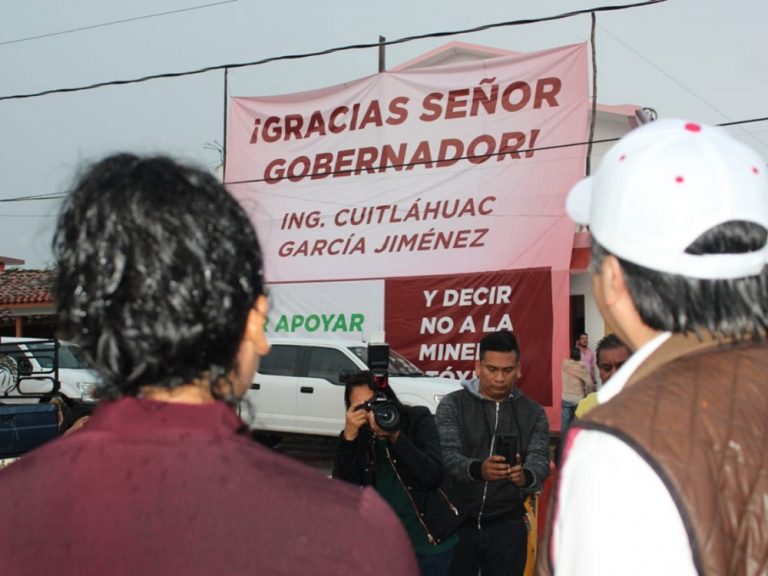 ¡GRACIAS SEÑOR
GOBERNADOR!
ING. CUITLÁHUAC
GARCÍA JIMÉNEZ
APOYAR
Y DECIR
NO A LA